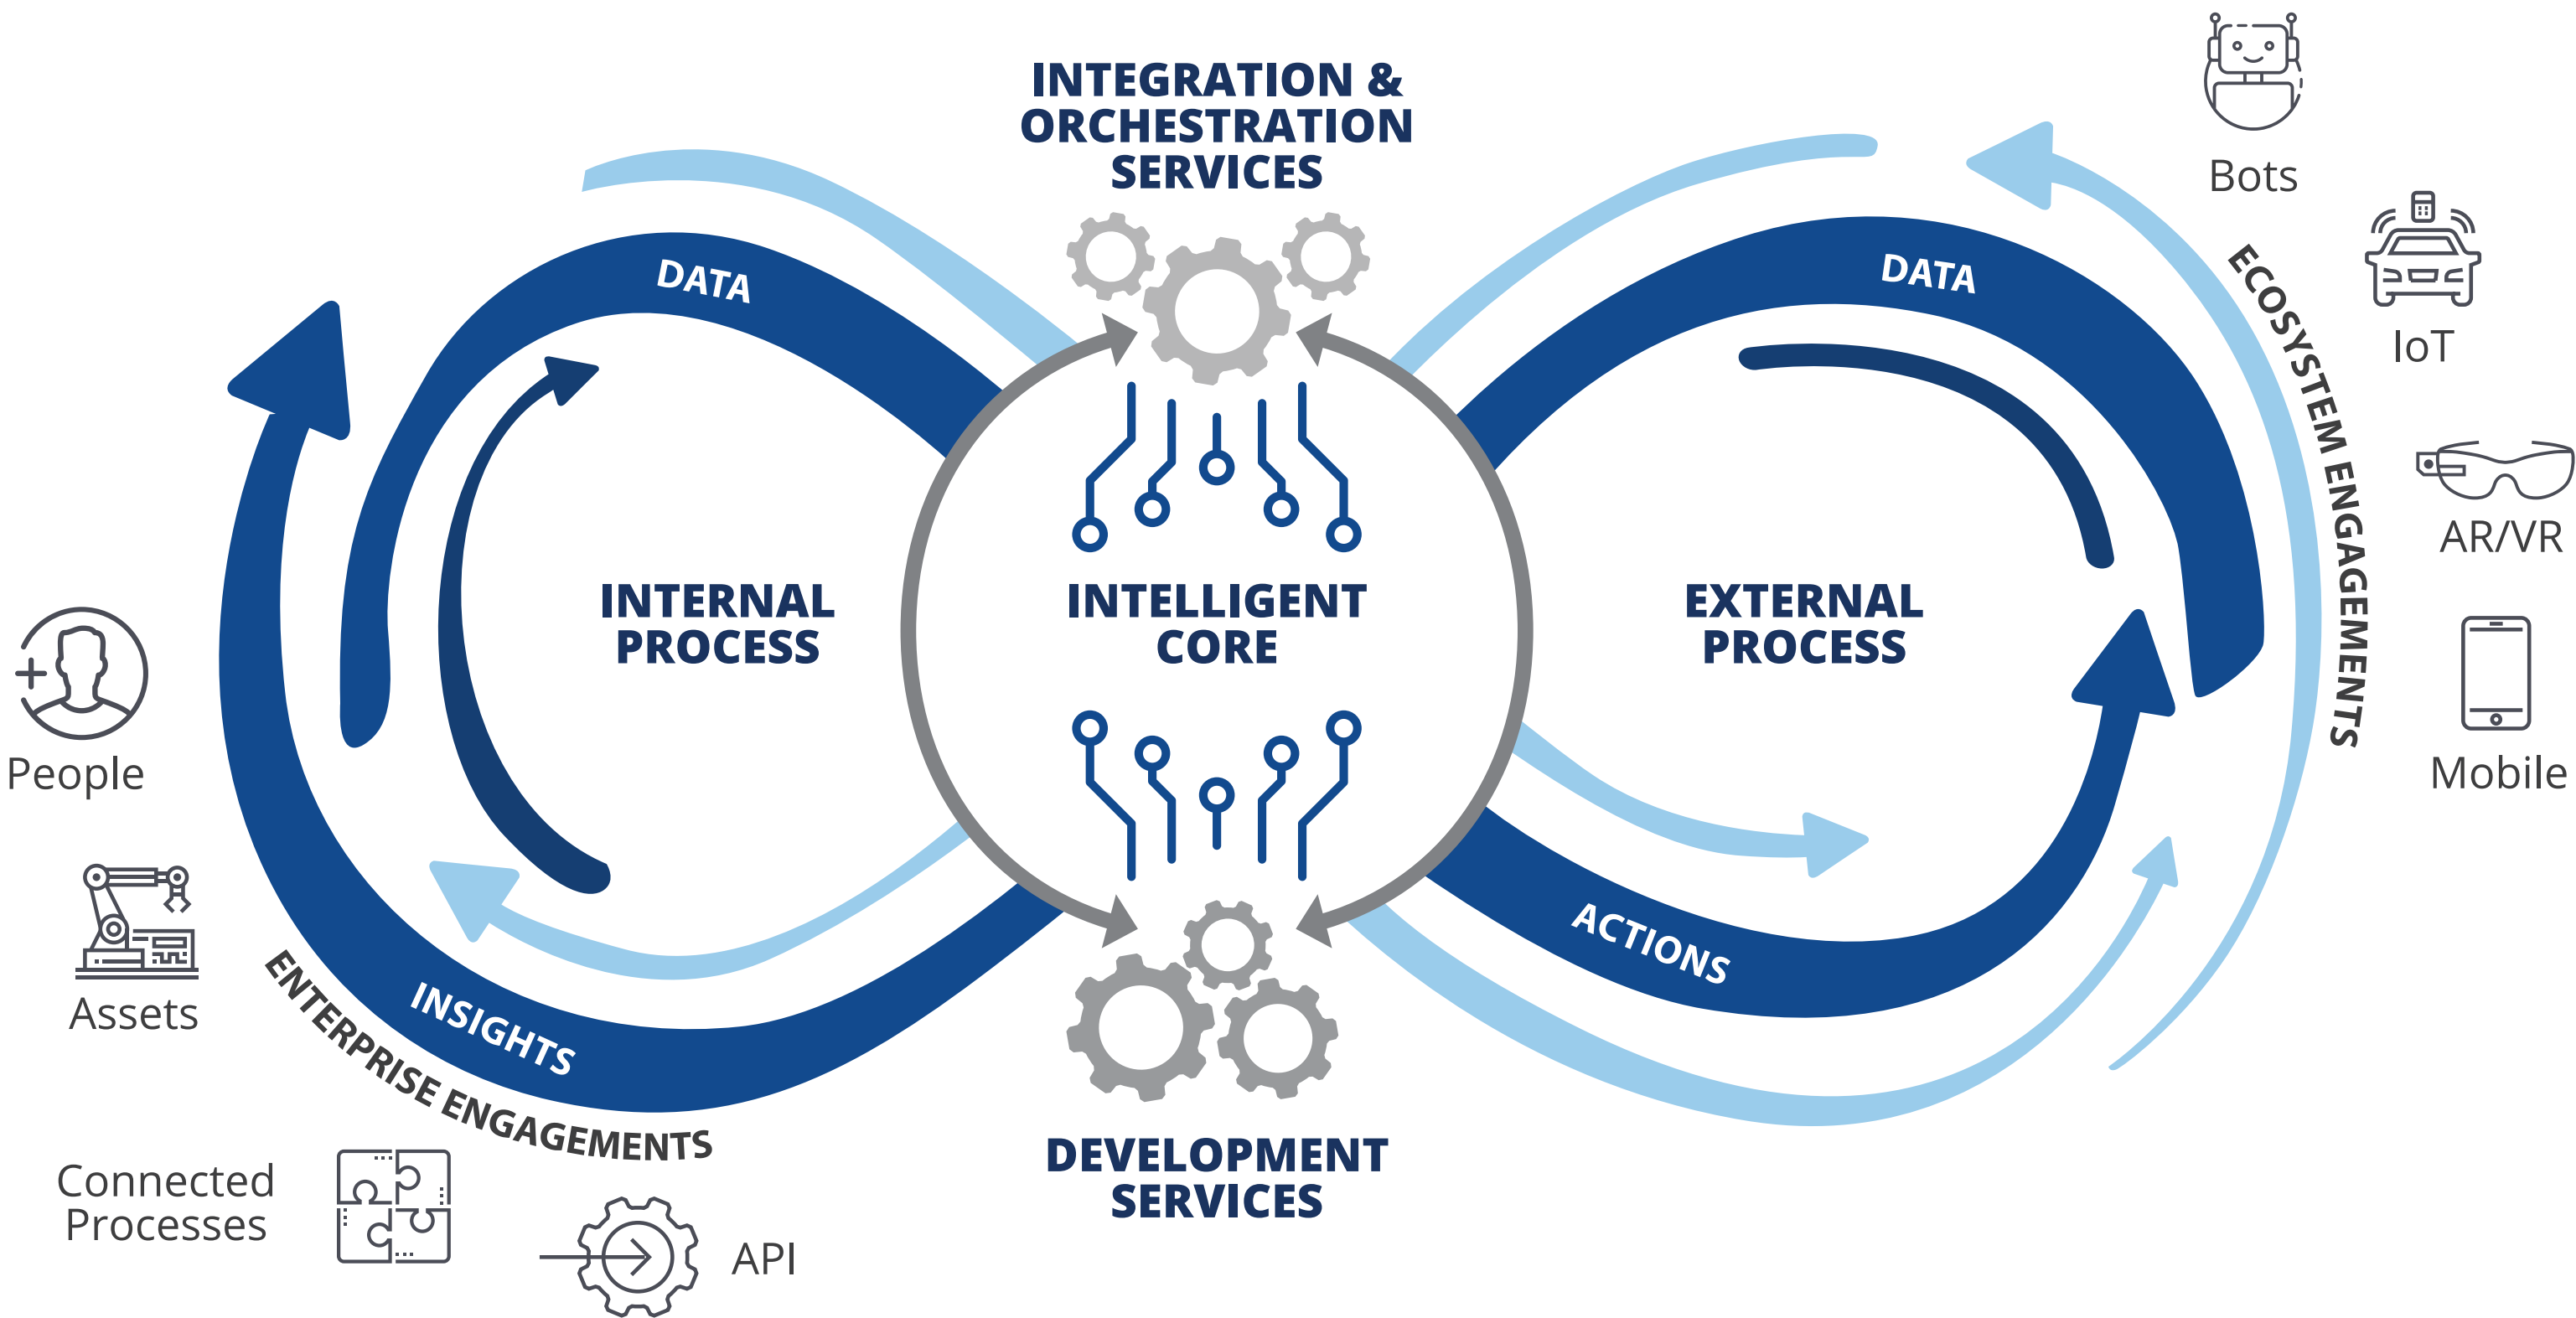 INTEGRATION &
ORCHESTRATION
SERVICES
Bots
DATA
DATA
IoT
ECOSYSTEM ENGAGEMENTS
AR/VR
INTERNAL
PROCESS
INTELLIGENT
CORE
EXTERNAL
PROCESS
People
Mobile
ACTIONS
Assets
INSIGHTS
ENTERPRISE ENGAGEMENTS
DEVELOPMENT
SERVICES
Connected
Processes
API